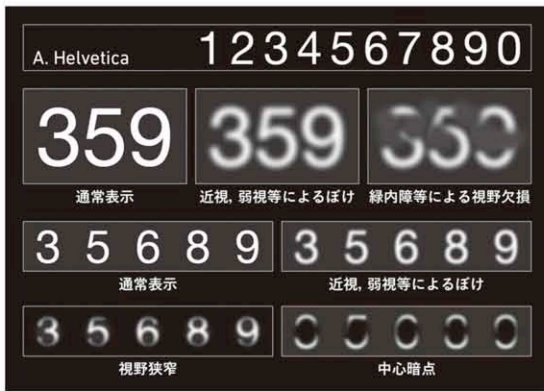 A. Helvetica 1234567890
359 359 359
通常表示 近視, 弱視等によるぼけ 緑内障等による視野欠損
3 5 6 8 9 3 5 6 8 9
通常表示 近視, 弱視等によるぼけ
3 5 6 8 9
視野狭窄 中心暗点